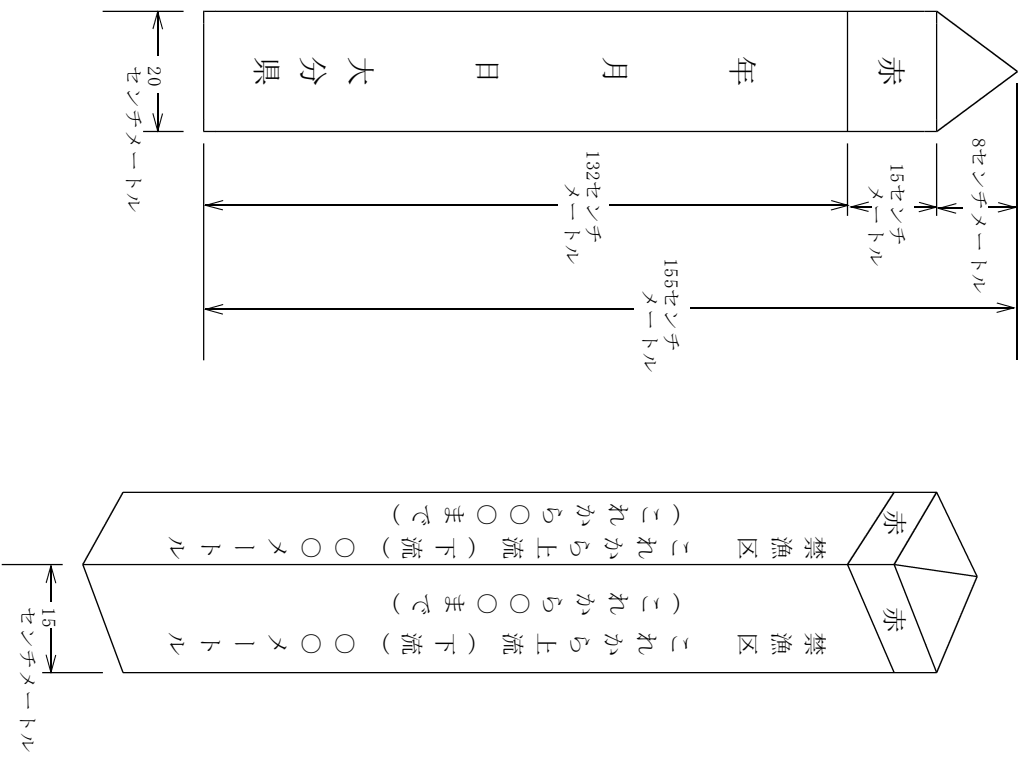 赤
年　月　日　大分県
8センチメートル
15センチ
メートル
132センチ
メートル
155センチ
メートル
20
センチメートル
赤
禁漁区　これから上流（下流）○○メートル
（これから○○まで）
赤
禁漁区　これから上流（下流）○○メートル
（これから○○まで）
15
センチメートル